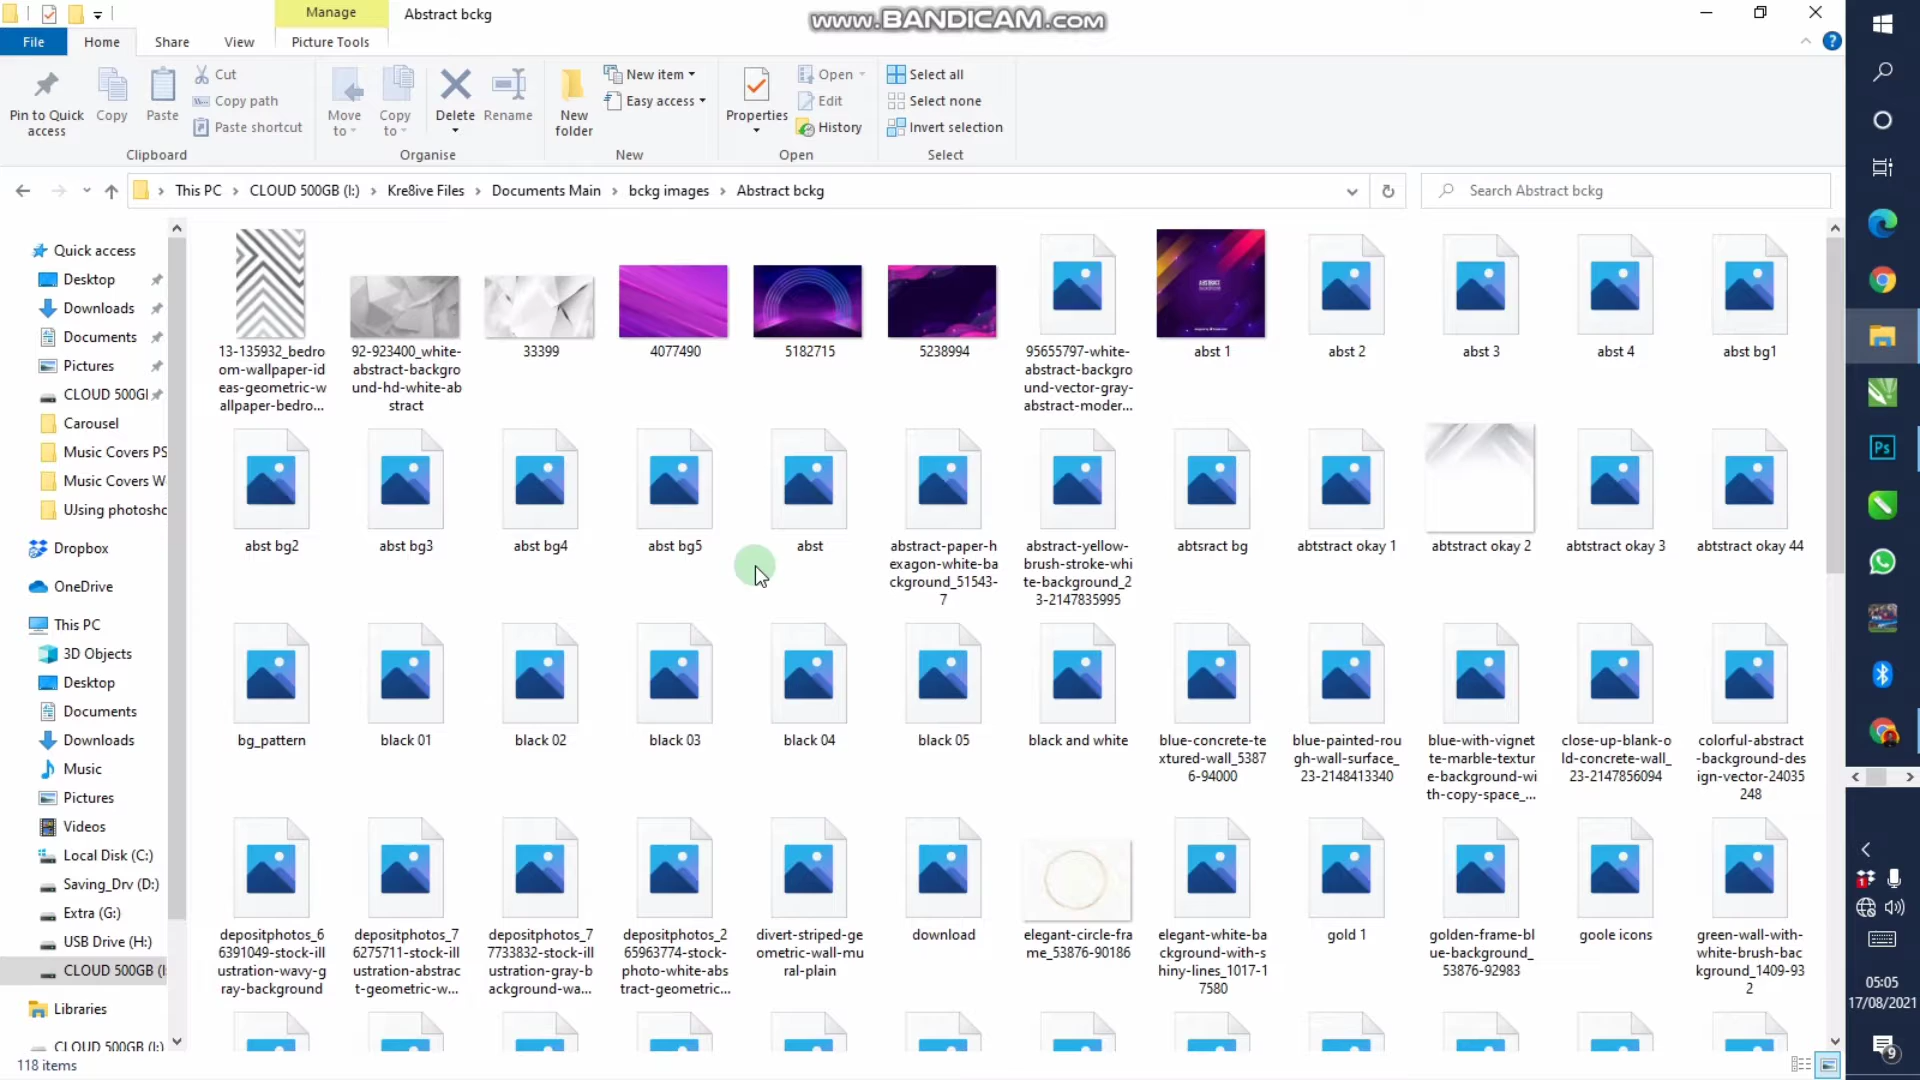 Manage
Abstract bckg
www.BANDICAM.com
File
Home
Share
View
Picture Tools
Pin to Quick access
Copy
Paste
Cut
Copy path
Paste shortcut
Clipboard
Move to
Copy to
Delete
Rename
Organise
New folder
New item
Easy access
New
Properties
Open
Edit
History
Open
Select all
Select none
Invert selection
Select
This PC
CLOUD 500GB (I:)
Kre8ive Files
Documents Main
bckg images
Abstract bckg
Search Abstract bckg
Quick access
Desktop
Downloads
Documents
Pictures
CLOUD 500GI
Carousel
Music Covers PS
Music Covers W
UJsing photoshc
Dropbox
OneDrive
This PC
3D Objects
Desktop
Documents
Downloads
Music
Pictures
Videos
Local Disk (C:)
Saving_Drv (D:)
Extra (G:)
USB Drive (H:)
CLOUD 500GB (I
Libraries
CLOUD 500GB (I:)
13-135932_bedro
om-wallpaper-id
eas-geometric-w
allpaper-bedro...
92-923400_white-
abstract-backgro
und-hd-white-ab
stract
33399
4077490
5182715
5238994
95655797-white-
abstract-backgro
und-vector-gray-
abstract-moder...
abst 1
abst 2
abst 3
abst 4
abst bg1
abst bg2
abst bg3
abst bg4
abst bg5
abst
abstract-paper-h
exagon-white-ba
ckground_51543-
7
abstract-yellow-
brush-stroke-whi
te-background_2
3-2147835995
abtsract bg
abtstract okay 1
abtstract okay 2
abtstract okay 3
abtstract okay 44
bg_pattern
black 01
black 02
black 03
black 04
black 05
black and white
blue-concrete-te
xtured-wall_5387
6-94000
blue-painted-rou
gh-wall-surface_
23-2148413340
blue-with-vignet
te-marble-textur
e-background-wi
th-copy-space_...
close-up-blank-o
ld-concrete-wall_
23-2147856094
colorful-abstract
-background-des
ign-vector-24035
248
depositphotos_6
6391049-stock-ill
ustration-wavy-g
ray-background
depositphotos_7
6275711-stock-ill
ustration-abstrac
t-geometric-w...
depositphotos_7
7733832-stock-ill
ustration-gray-b
ackground-wa...
depositphotos_2
65963774-stock-
photo-white-abs
tract-geometric...
divert-striped-ge
ometric-wall-mu
ral-plain
download
elegant-circle-fra
me_53876-90186
elegant-white-ba
ckground-with-s
hiny-lines_1017-1
7580
gold 1
golden-frame-bl
ue-background_
53876-92983
goole icons
green-wall-with-
white-brush-bac
kground_1409-93
2
118 items
Ps
1
05:05
17/08/2021
9